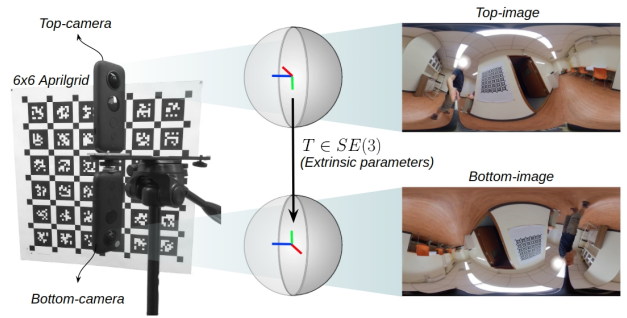 Top-camera
Top-image
6x6 Aprilgrid
T ∈ SE(3)
(Extrinsic parameters)
Bottom-image
Bottom-camera